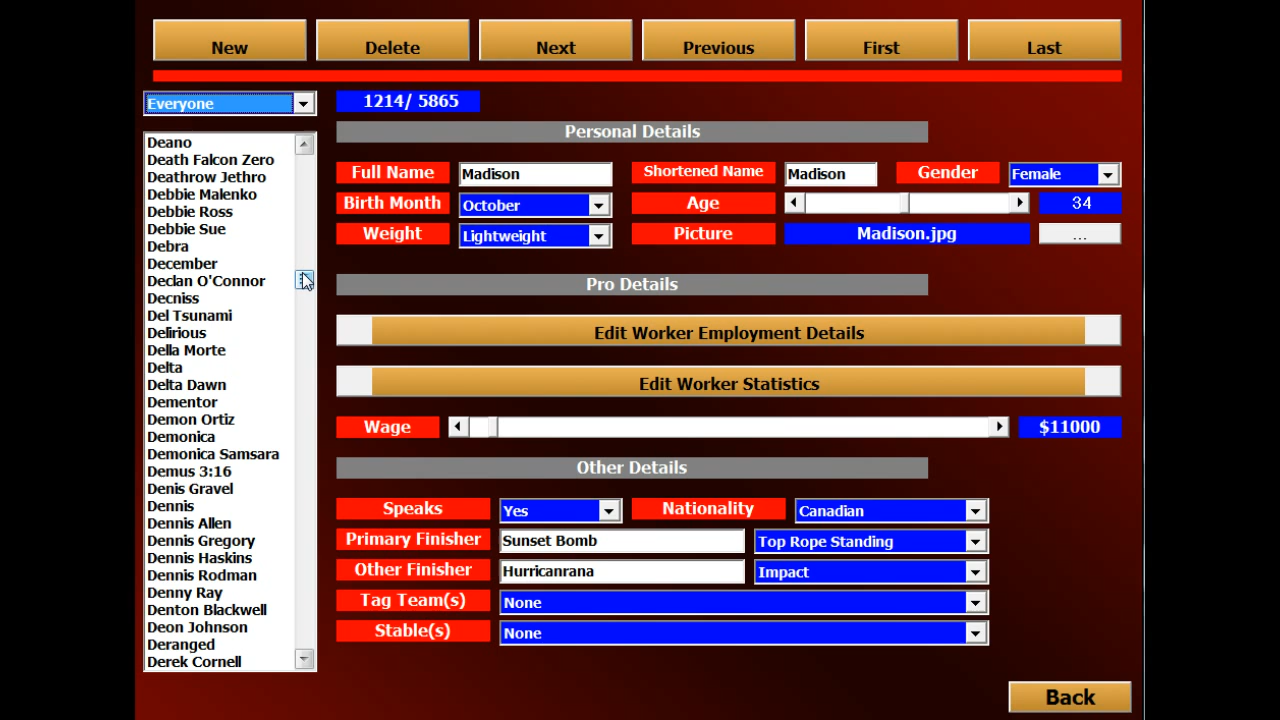 New Delete Next Previous First Last
Everyone
1214/ 5865
Personal Details
Full Name Madison Shortened Name Madison Gender Female
Birth Month October Age 34
Weight Lightweight Picture Madison.jpg ...
Pro Details
Edit Worker Employment Details
Edit Worker Statistics
Wage $11000
Other Details
Speaks Yes Nationality Canadian
Primary Finisher Sunset Bomb Top Rope Standing
Other Finisher Hurricanrana Impact
Tag Team(s) None
Stable(s) None
Deano
Death Falcon Zero
Deathrow Jethro
Debbie Malenko
Debbie Ross
Debbie Sue
Debra
December
Declan O'Connor
Decniss
Del Tsunami
Delirious
Della Morte
Delta
Delta Dawn
Dementor
Demon Ortiz
Demonica
Demonica Samsara
Demus 3:16
Denis Gravel
Dennis
Dennis Allen
Dennis Gregory
Dennis Haskins
Dennis Rodman
Denny Ray
Denton Blackwell
Deon Johnson
Deranged
Derek Cornell
Back